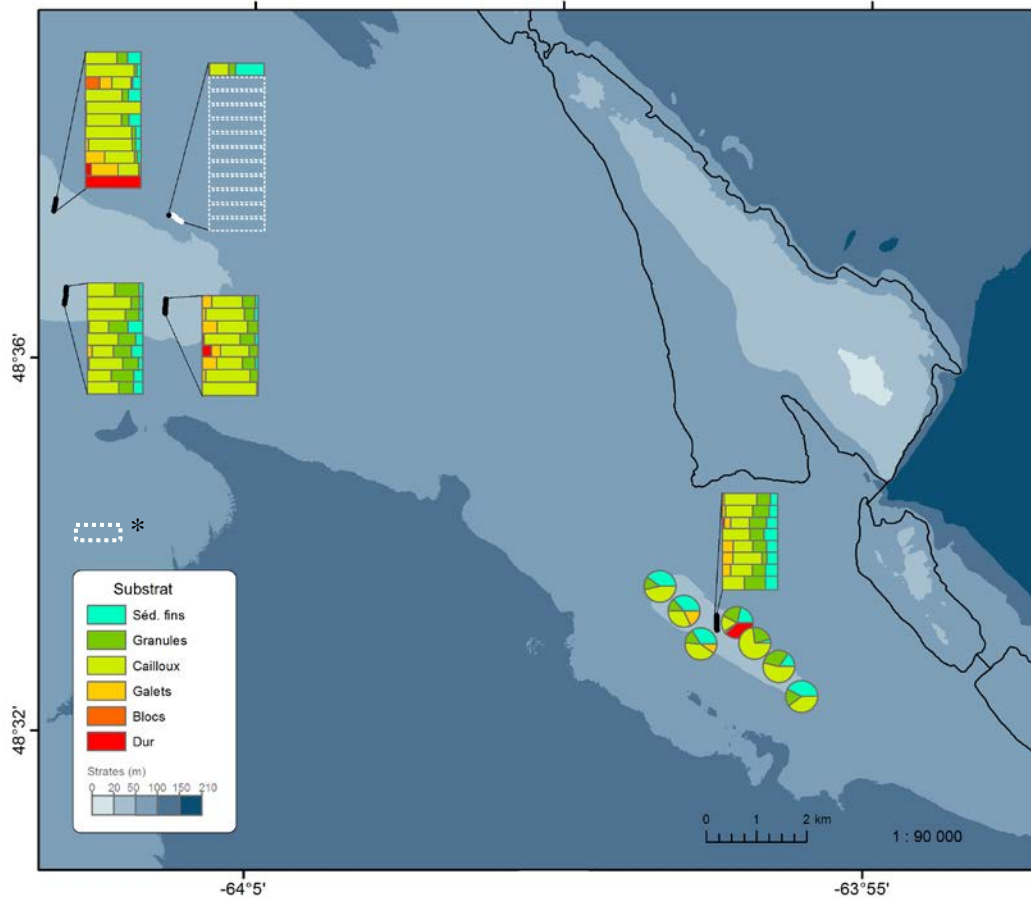 48°36'
48°32'
*
Substrat
Séd. fins
Granules
Cailloux
Galets
Blocs
Dur
Strates (m)
0 20 50 100 150 210
0 1 2 km
1 : 90 000
-64°5' -63°55'